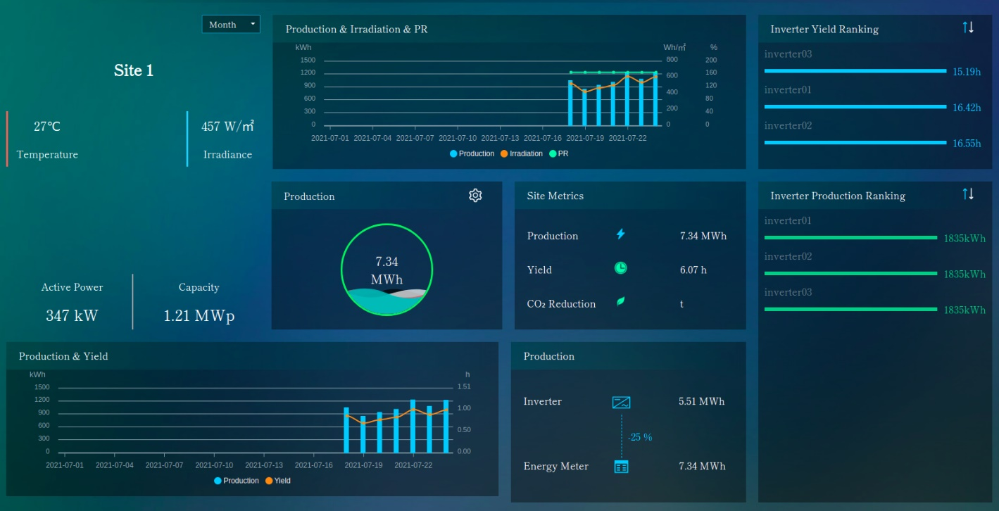 Month
Site 1
27℃
Temperature
457 W/㎡
Irradiance
Active Power
347 kW
Capacity
1.21 MWp
Production & Irradiation & PR
kWh Wh/㎡ %
1500 800 200
1200 600 160
900 400 120
600 200 80
300 0 40
0 0
2021-07-01 2021-07-04 2021-07-07 2021-07-10 2021-07-13 2021-07-16 2021-07-19 2021-07-22
Production Irradiation PR
Inverter Yield Ranking
inverter03
15.19h
inverter01
16.42h
inverter02
16.55h
Production
7.34
MWh
Site Metrics
Production 7.34 MWh
Yield 6.07 h
CO₂ Reduction t
Inverter Production Ranking
inverter01
1835kWh
inverter02
1835kWh
inverter03
1835kWh
Production & Yield
kWh h
1500 1.51
1200
900 1.00
600 0.50
300
0 0.00
2021-07-01 2021-07-04 2021-07-07 2021-07-10 2021-07-13 2021-07-16 2021-07-19 2021-07-22
Production Yield
Production
Inverter 5.51 MWh
-25 %
Energy Meter 7.34 MWh